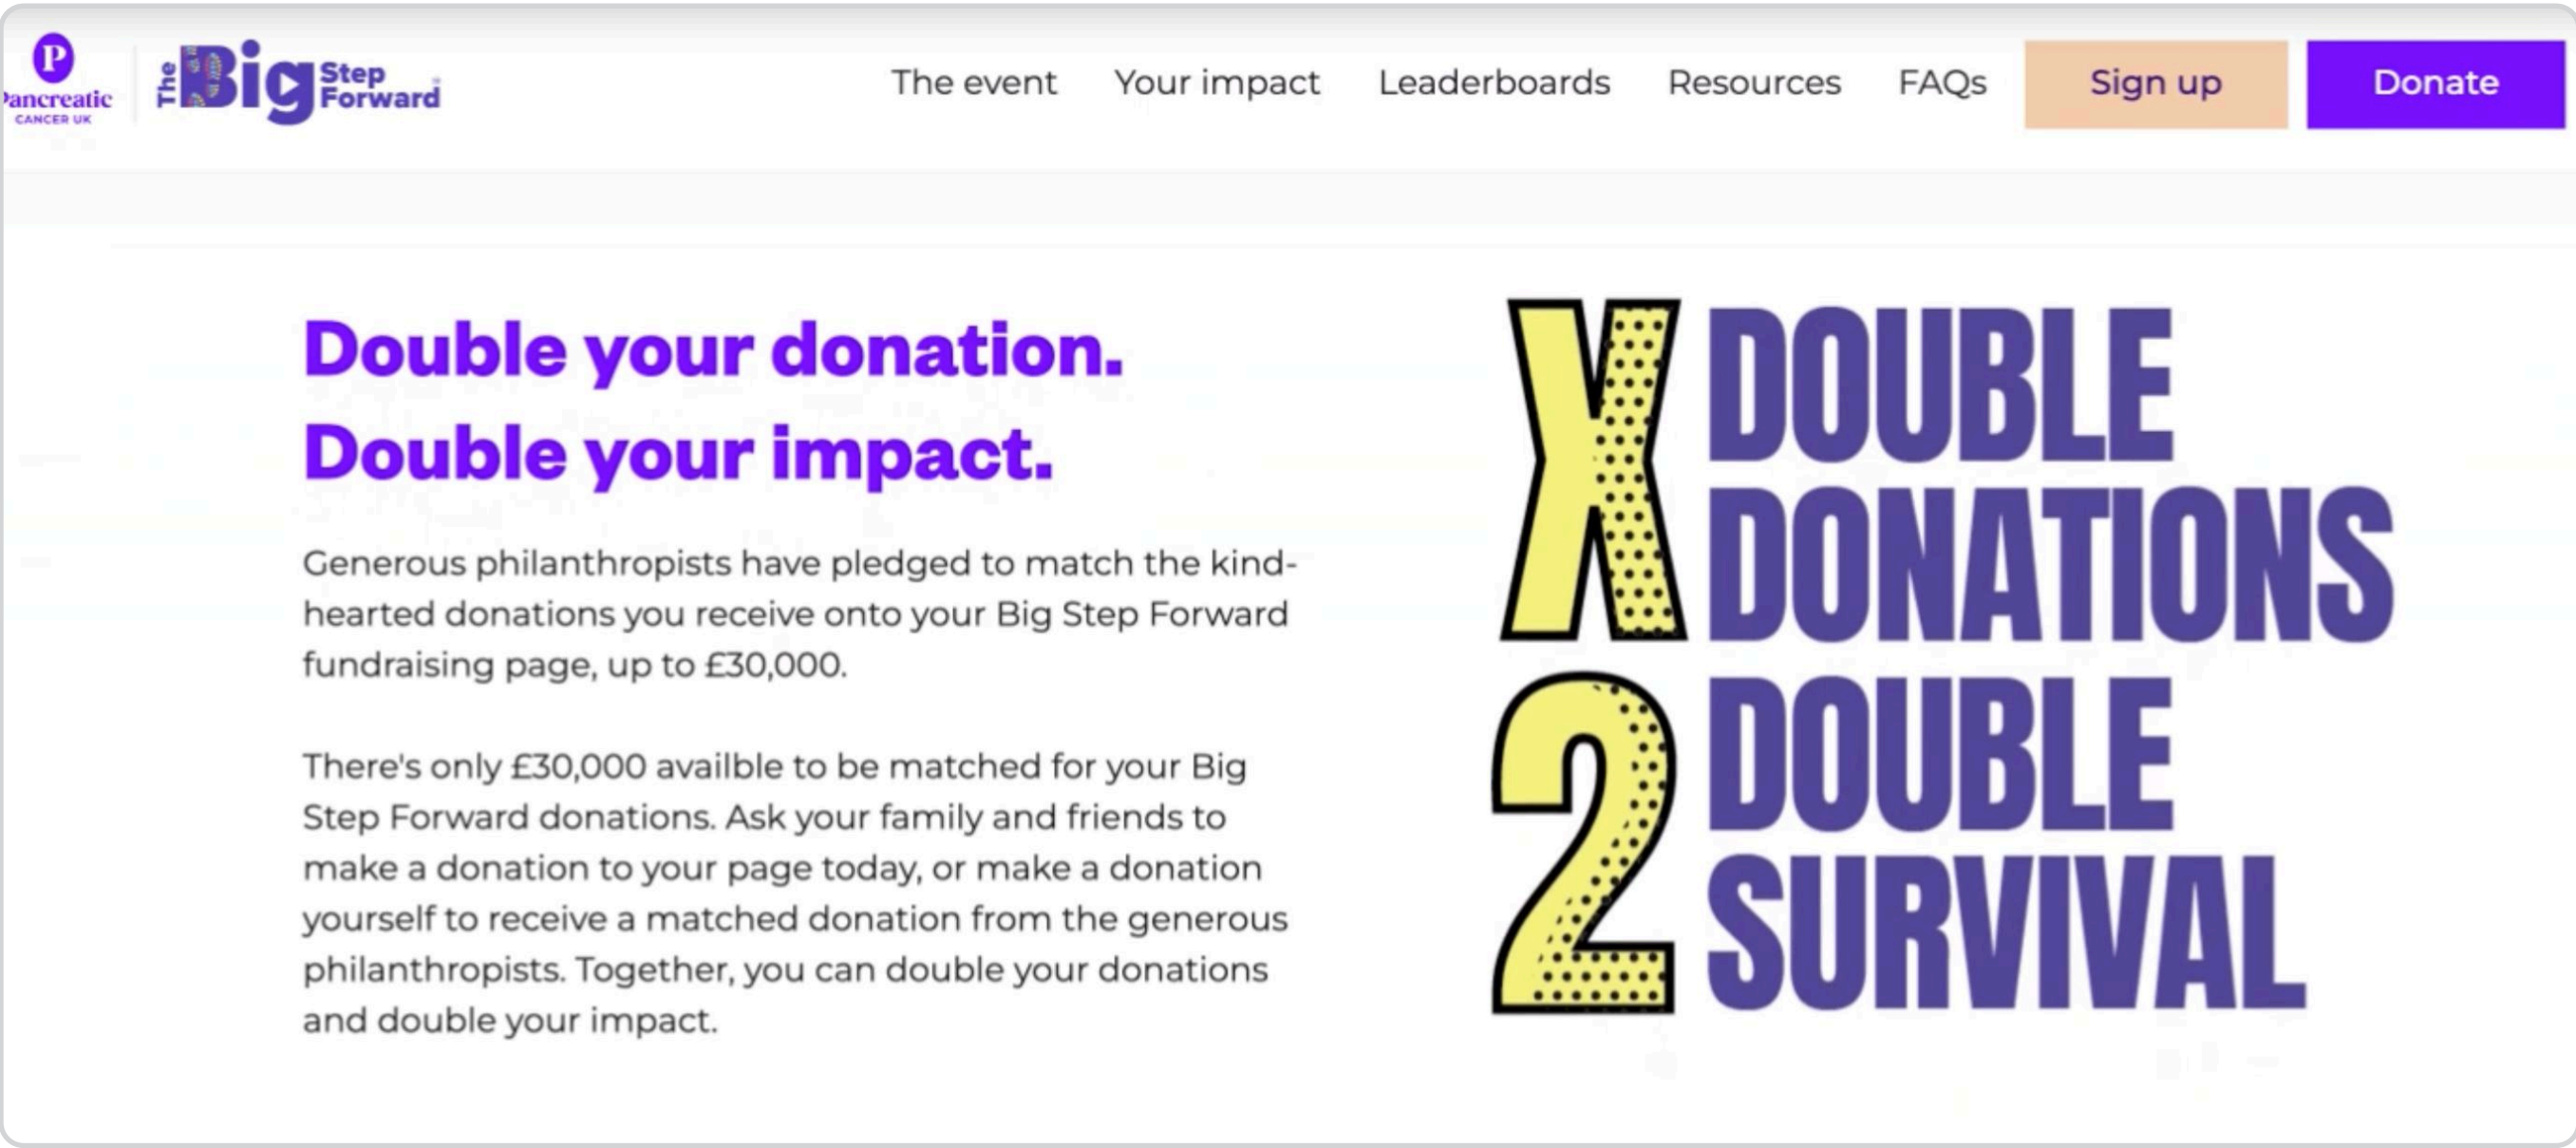 P
Pancreatic
CANCER UK
The Big Step Forward
The event
Your impact
Leaderboards
Resources
FAQs
Sign up
Donate
Double your donation.
Double your impact.
Generous philanthropists have pledged to match the kind-
hearted donations you receive onto your Big Step Forward
fundraising page, up to £30,000.
There's only £30,000 availble to be matched for your Big
Step Forward donations. Ask your family and friends to
make a donation to your page today, or make a donation
yourself to receive a matched donation from the generous
philanthropists. Together, you can double your donations
and double your impact.
X2
DOUBLE
DONATIONS
DOUBLE
SURVIVAL